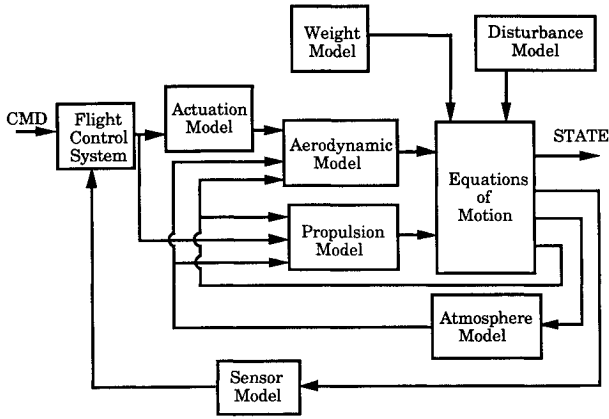 Weight
Model
Disturbance
Model
CMD
Flight
Control
System
Actuation
Model
Aerodynamic
Model
STATE
Equations
of
Motion
Propulsion
Model
Atmosphere
Model
Sensor
Model